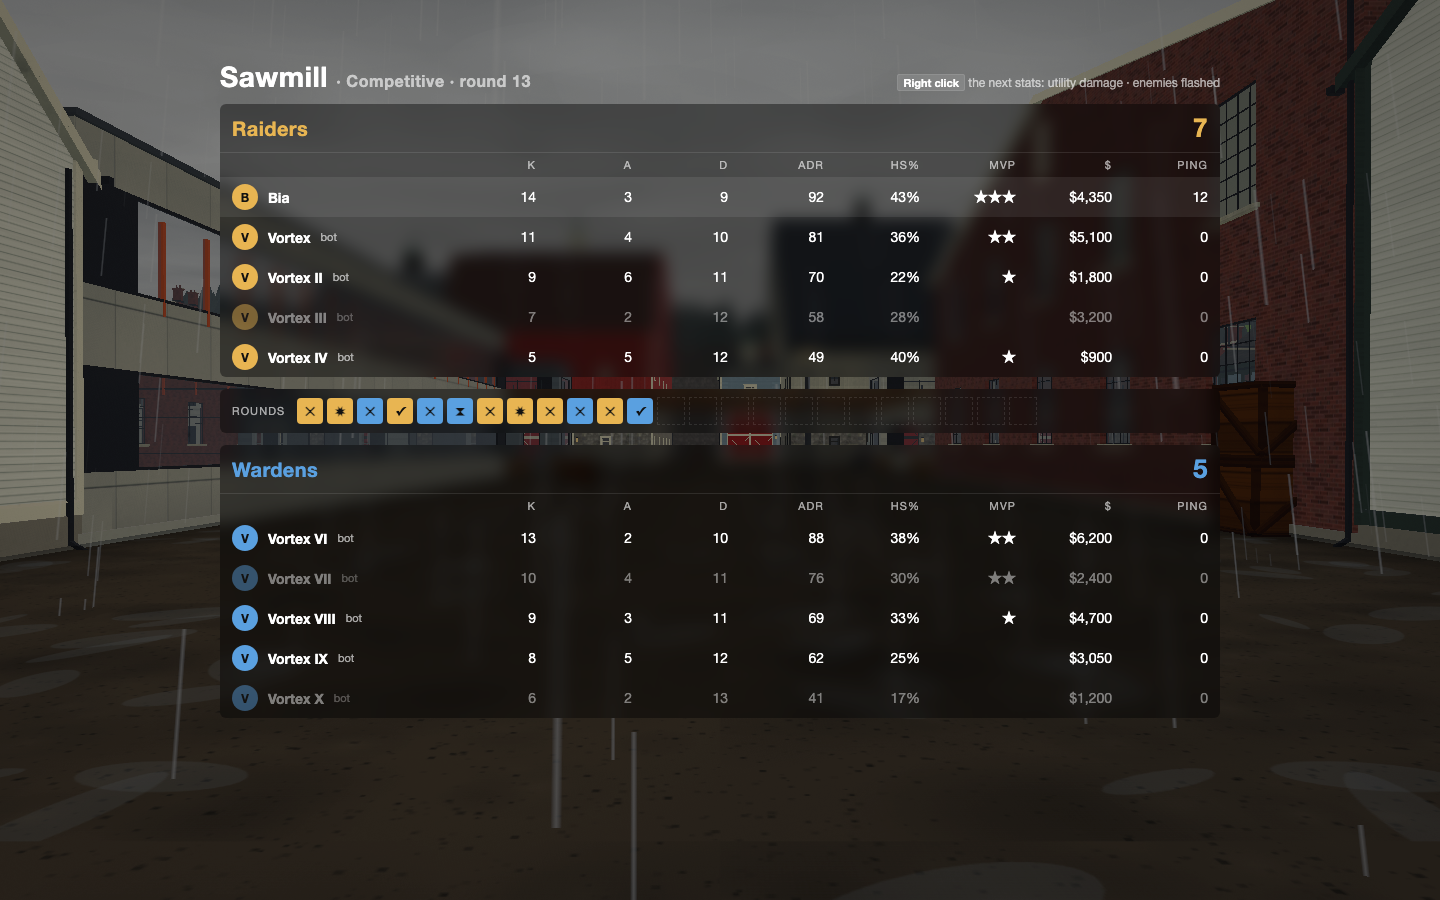 Sawmill · Competitive · round 13
Right click the next stats: utility damage · enemies flashed
Raiders 7
K A D ADR HS% MVP $ PING
B Bia 14 3 9 92 43% ★★★ $4,350 12
V Vortex bot 11 4 10 81 36% ★★ $5,100 0
V Vortex II bot 9 6 11 70 22% ★ $1,800 0
V Vortex III bot 7 2 12 58 28% $3,200 0
V Vortex IV bot 5 5 12 49 40% ★ $900 0
ROUNDS
Wardens 5
K A D ADR HS% MVP $ PING
V Vortex VI bot 13 2 10 88 38% ★★ $6,200 0
V Vortex VII bot 10 4 11 76 30% ★★ $2,400 0
V Vortex VIII bot 9 3 11 69 33% ★ $4,700 0
V Vortex IX bot 8 5 12 62 25% $3,050 0
V Vortex X bot 6 2 13 41 17% $1,200 0